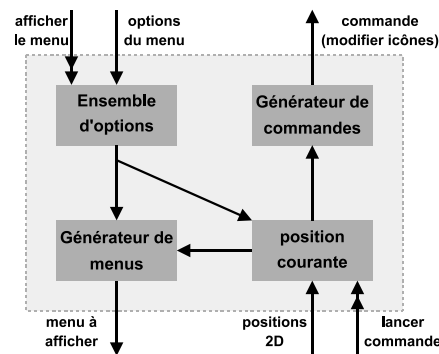 afficher
le menu
options
du menu
commande
(modifier icônes)
Ensemble
d'options
Générateur de
commandes
Générateur de
menus
position
courante
menu à
afficher
positions
2D
lancer
commande